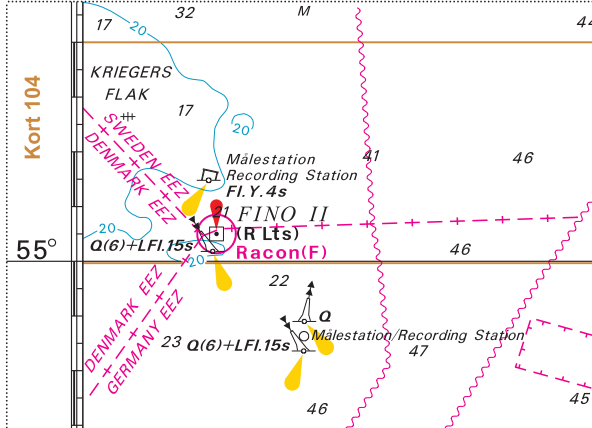 17
32
M
44
20
KRIEGERS
FLAK
17
20
Kort 104
SWEDEN EEZ
DENMARK EEZ
Målestation
Recording Station
Fl.Y.4s
41
46
21
FINO II
(R Lts)
Racon(F)
20
Q(6)+LFl.15s
20
55°
46
22
DENMARK EEZ
GERMANY EEZ
Q
Målestation/Recording Station
23
Q(6)+LFl.15s
47
46
45